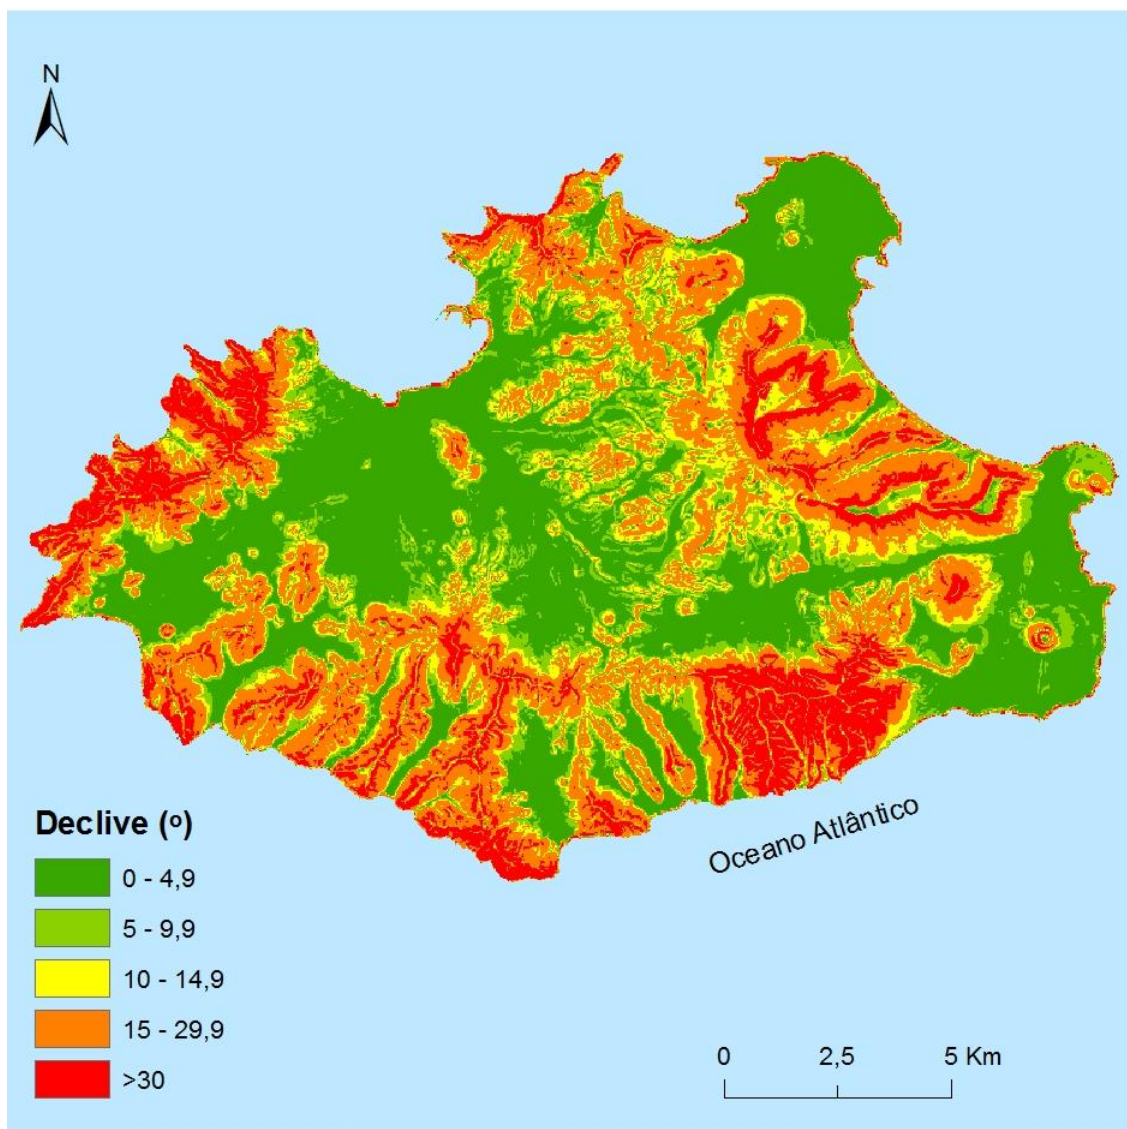 N
Oceano Atlântico
Declive (º)
0 - 4,9
5 - 9,9
10 - 14,9
15 - 29,9
>30
0 2,5 5 Km